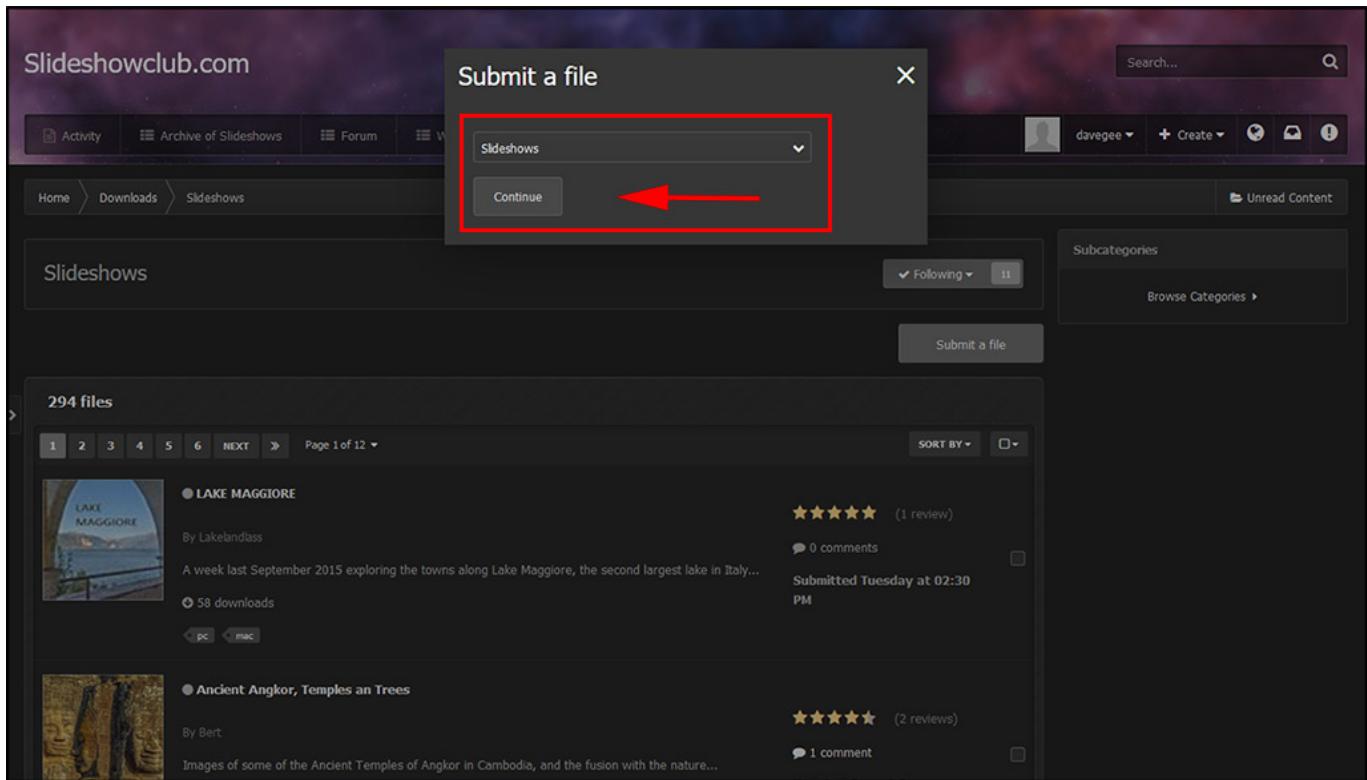 Slideshowclub.com
Submit a file
Search...
Activity
Archive of Slideshows
Forum
W
davegee
Create
Slideshows
Continue
Home
Downloads
Slideshows
Unread Content
Slideshows
Following
11
Subcategories
Browse Categories
Submit a file
294 files
1 2 3 4 5 6 NEXT
Page 1 of 12
SORT BY
LAKE
MAGGIORE
LAKE MAGGIORE
By Lakelandlass
A week last September 2015 exploring the towns along Lake Maggiore, the second largest lake in Italy...
58 downloads
pc
mac
(1 review)
0 comments
Submitted Tuesday at 02:30
PM
Ancient Angkor, Temples an Trees
By Bert
Images of some of the Ancient Temples of Angkor in Cambodia, and the fusion with the nature...
(2 reviews)
1 comment